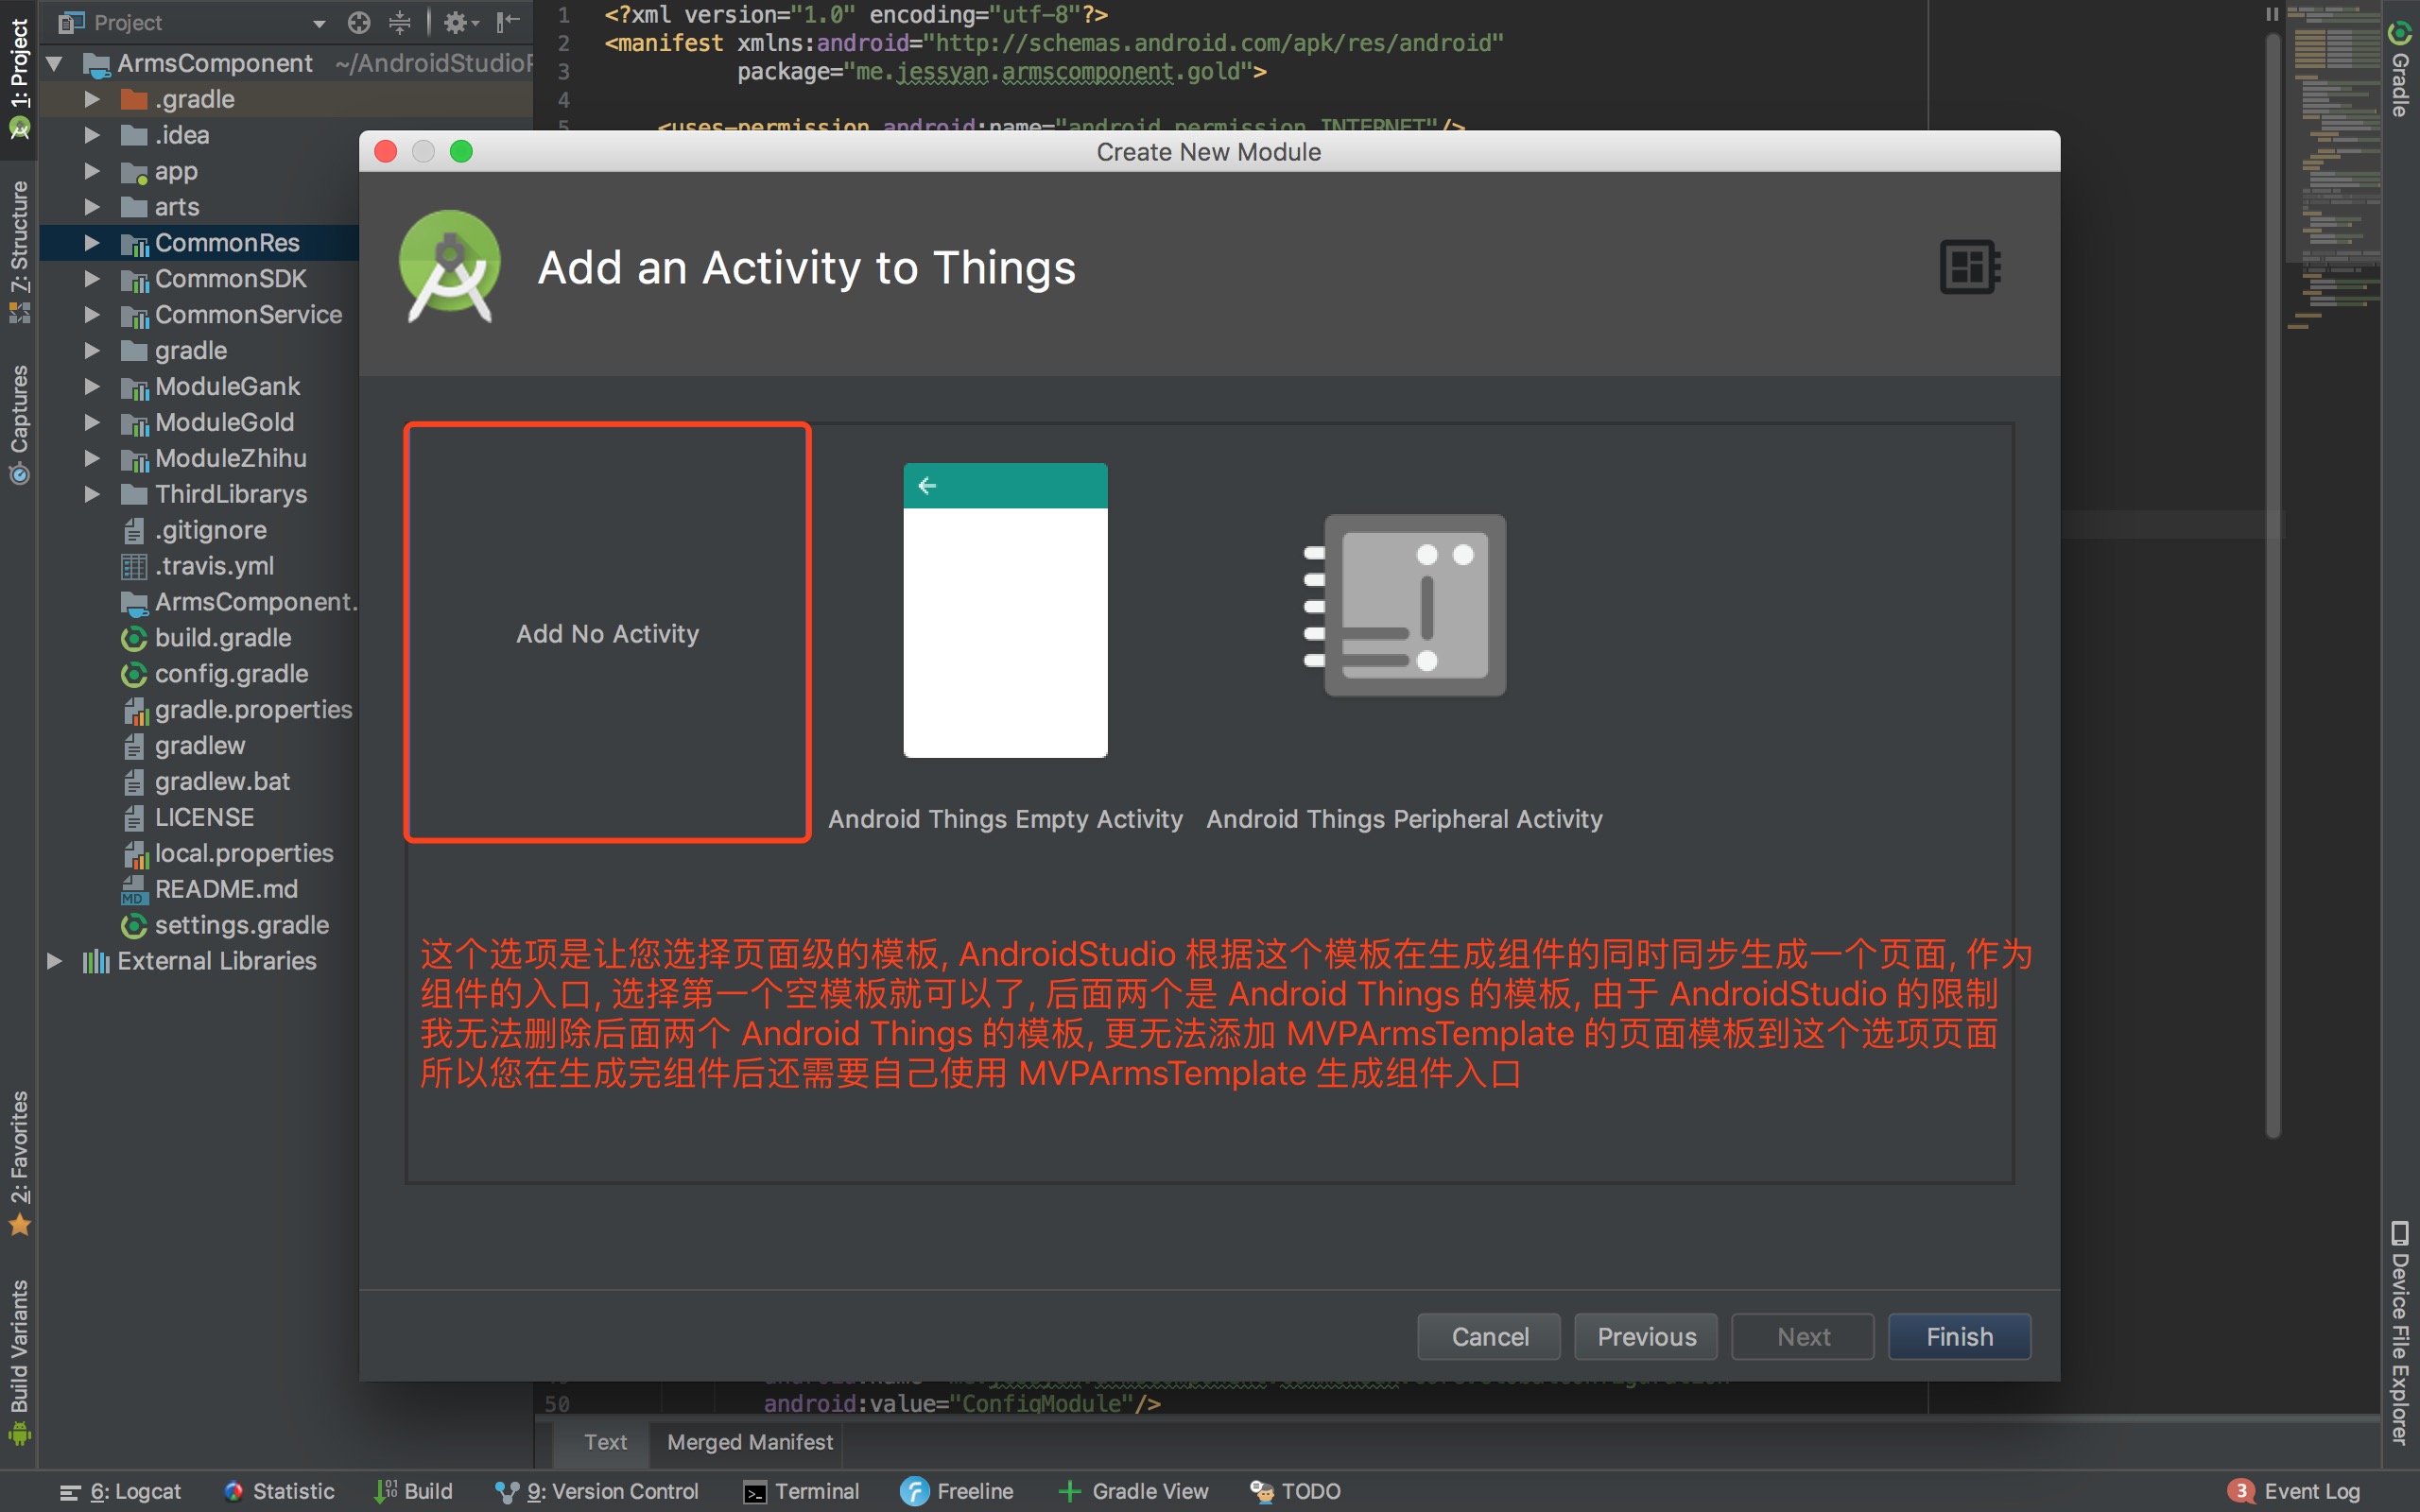 Project
ArmsComponent ~/AndroidStudioP
.gradle
.idea
app
arts
CommonRes
CommonSDK
CommonService
gradle
ModuleGank
ModuleGold
ModuleZhihu
ThirdLibrarys
.gitignore
.travis.yml
ArmsComponent.
build.gradle
config.gradle
gradle.properties
gradlew
gradlew.bat
LICENSE
local.properties
README.md
settings.gradle
External Libraries
1: Project
7: Structure
Captures
2: Favorites
Build Variants
1 <?xml version="1.0" encoding="utf-8"?>
2 <manifest xmlns:android="http://schemas.android.com/apk/res/android"
3 package="me.jessyan.armscomponent.gold">
4
5 <uses-permission android:name="android.permission.INTERNET"/>
Create New Module
Add an Activity to Things
Add No Activity
Android Things Empty Activity
Android Things Peripheral Activity
这个选项是让您选择页面级的模板, AndroidStudio 根据这个模板在生成组件的同时同步生成一个页面, 作为
组件的入口, 选择第一个空模板就可以了, 后面两个是 Android Things 的模板, 由于 AndroidStudio 的限制
我无法删除后面两个 Android Things 的模板, 更无法添加 MVPArmsTemplate 的页面模板到这个选项页面
所以您在生成完组件后还需要自己使用 MVPArmsTemplate 生成组件入口
Cancel
Previous
Next
Finish
50 android:value="ConfigModule"/>
Text
Merged Manifest
Gradle
Device File Explorer
6: Logcat
Statistic
Build
9: Version Control
Terminal
Freeline
Gradle View
TODO
3 Event Log